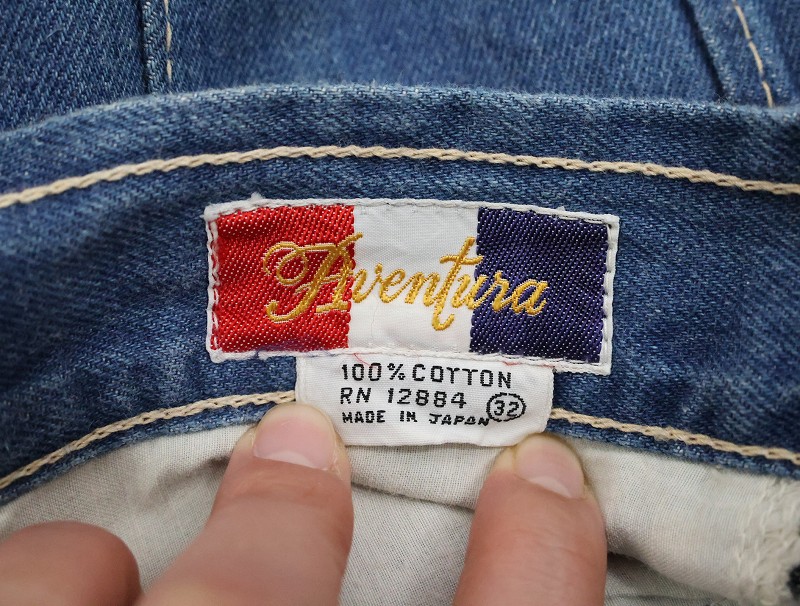 Aventura
100% COTTON
RN 12884 32
MADE IN JAPAN